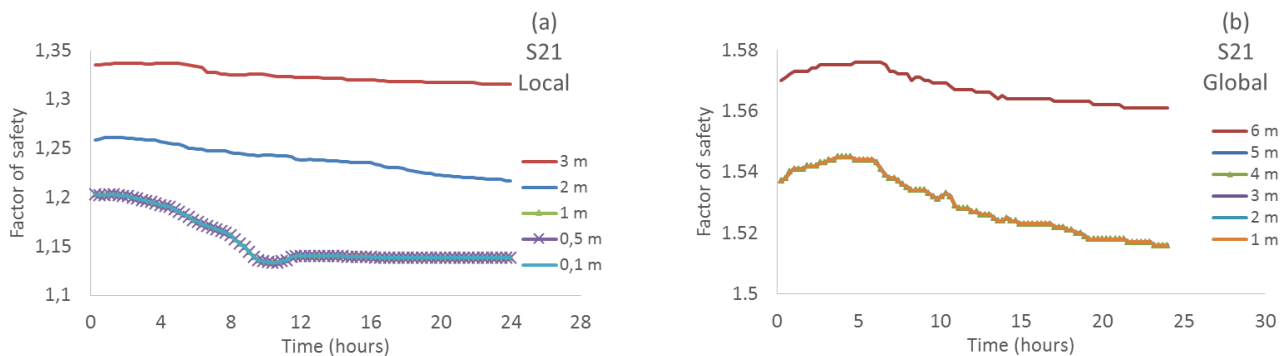 (a)
S21
Local
1,35
1,3
1,25
1,2
1,15
1,1
Factor of safety
0
4
8
12
16
20
24
28
Time (hours)
3 m
2 m
1 m
0,5 m
0,1 m
(b)
S21
Global
1.58
1.56
1.54
1.52
1.5
Factor of safety
0
5
10
15
20
25
30
Time (hours)
6 m
5 m
4 m
3 m
2 m
1 m